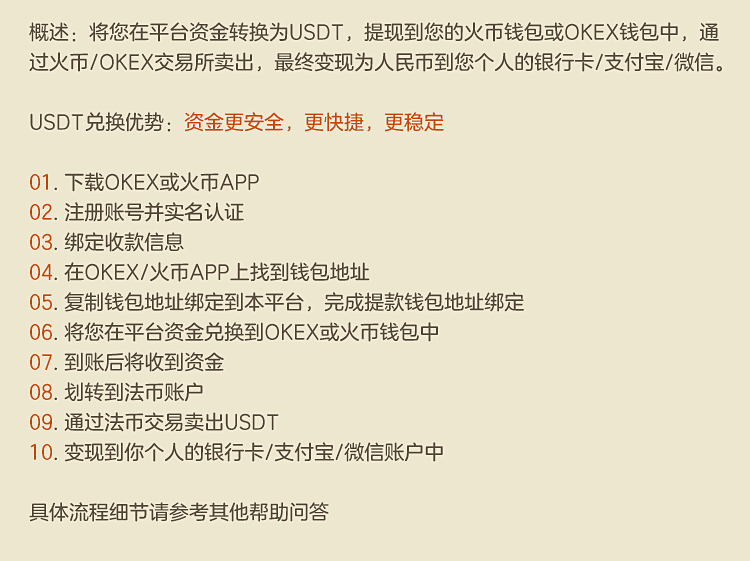 概述：将您在平台资金转换为USDT，提现到您的火币钱包或OKEX钱包中，通
过火币/OKEX交易所卖出，最终变现为人民币到您个人的银行卡/支付宝/微信。
USDT兑换优势：资金更安全，更快捷，更稳定
01. 下载OKEX或火币APP
02. 注册账号并实名认证
03. 绑定收款信息
04. 在OKEX/火币APP上找到钱包地址
05. 复制钱包地址绑定到本平台，完成提款钱包地址绑定
06. 将您在平台资金兑换到OKEX或火币钱包中
07. 到账后将收到资金
08. 划转到法币账户
09. 通过法币交易卖出USDT
10. 变现到你个人的银行卡/支付宝/微信账户中
具体流程细节请参考其他帮助问答